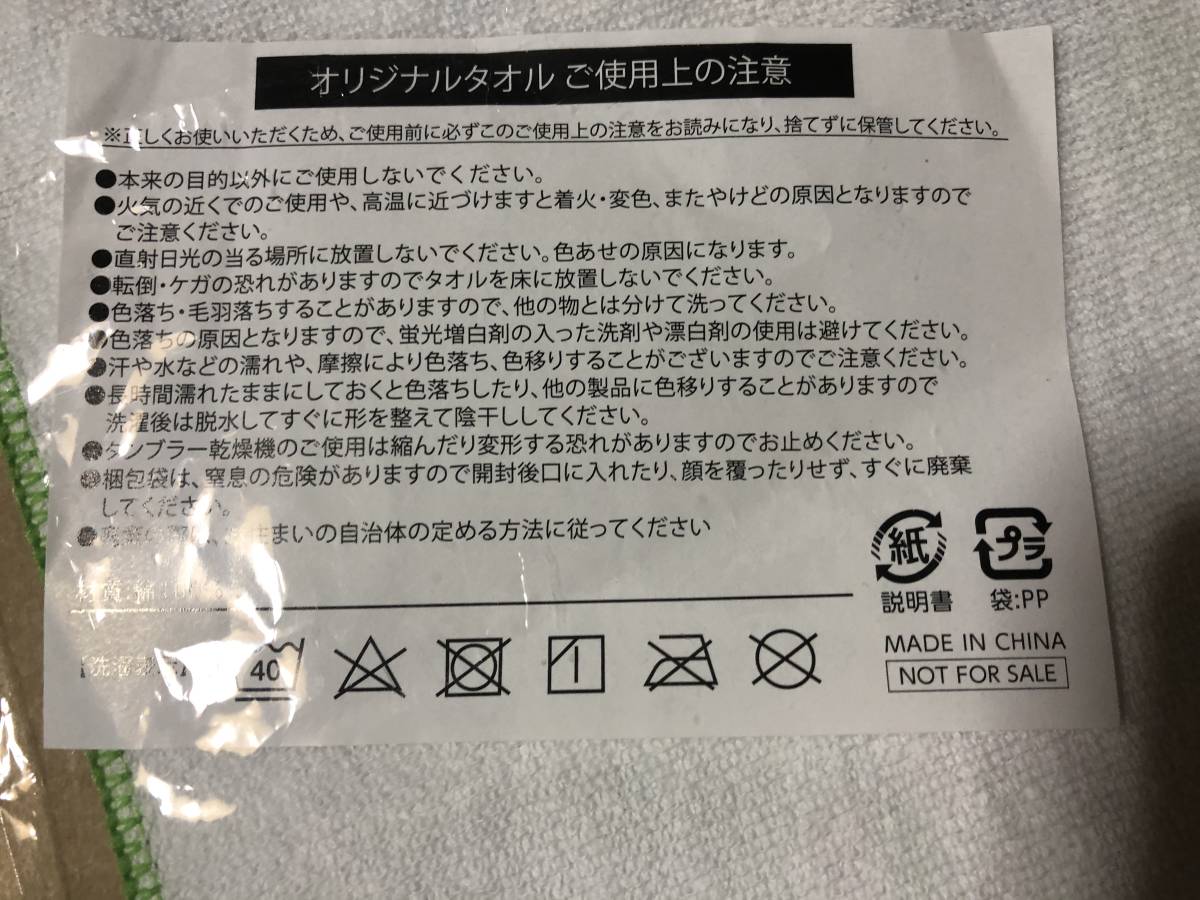 オリジナルタオル ご使用上の注意
※正しくお使いいただくため、ご使用前に必ずこのご使用上の注意をお読みになり、捨てずに保管してください。
●本来の目的以外にご使用しないでください。
●火気の近くでのご使用や、高温に近づけますと着火・変色、またやけどの原因となりますので
ご注意ください。
●直射日光の当る場所に放置しないでください。色あせの原因になります。
●転倒・ケガの恐れがありますのでタオルを床に放置しないでください。
●色落ち・毛羽落ちすることがありますので、他の物とは分けて洗ってください。
●色落ちの原因となりますので、蛍光増白剤の入った洗剤や漂白剤の使用は避けてください。
●汗や水などの濡れや、摩擦により色落ち、色移りすることがございますのでご注意ください。
●長時間濡れたままにしておくと色落ちしたり、他の製品に色移りすることがありますので
洗濯後は脱水してすぐに形を整えて陰干ししてください。
●タンブラー乾燥機のご使用は縮んだり変形する恐れがありますのでお止めください。
●梱包袋は、窒息の危険がありますので開封後口に入れたり、顔を覆ったりせず、すぐに廃棄
してください。
●住まいの自治体の定める方法に従ってください
紙
プラ
説明書
袋:PP
材質:綿
【洗濯表示】
40
MADE IN CHINA
NOT FOR SALE